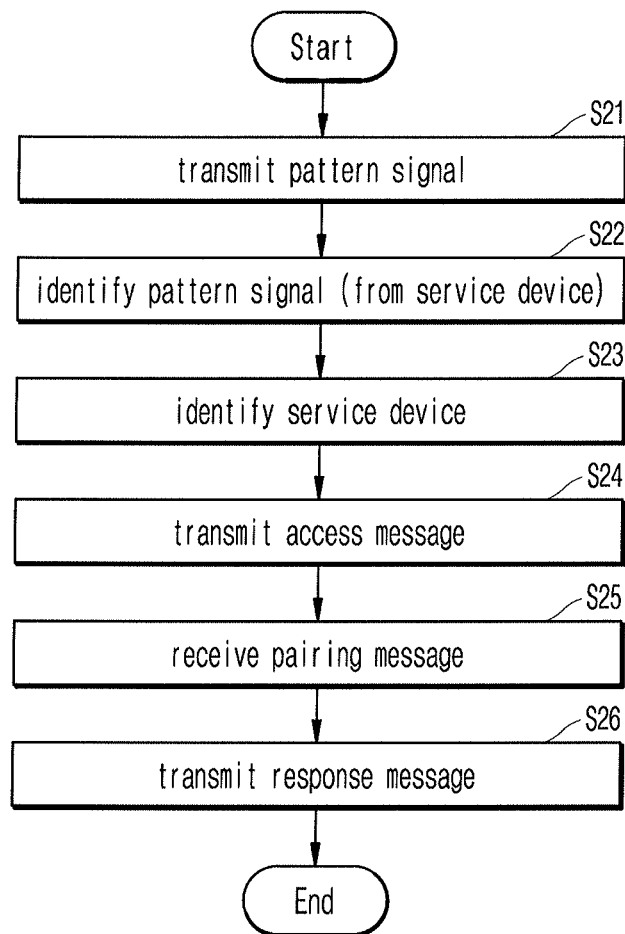 Start
S21
transmit pattern signal
S22
identify pattern signal (from service device)
S23
identify service device
S24
transmit access message
S25
receive pairing message
S26
transmit response message
End